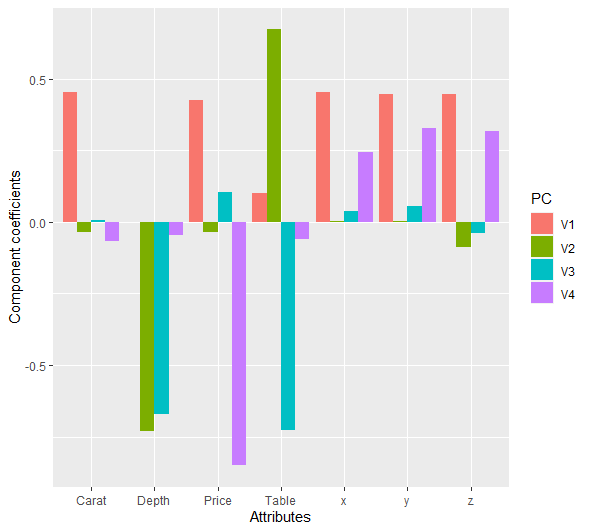 Component coefficients
0.5
0.0
-0.5
Carat Depth Price Table x y z
Attributes
PC
V1
V2
V3
V4